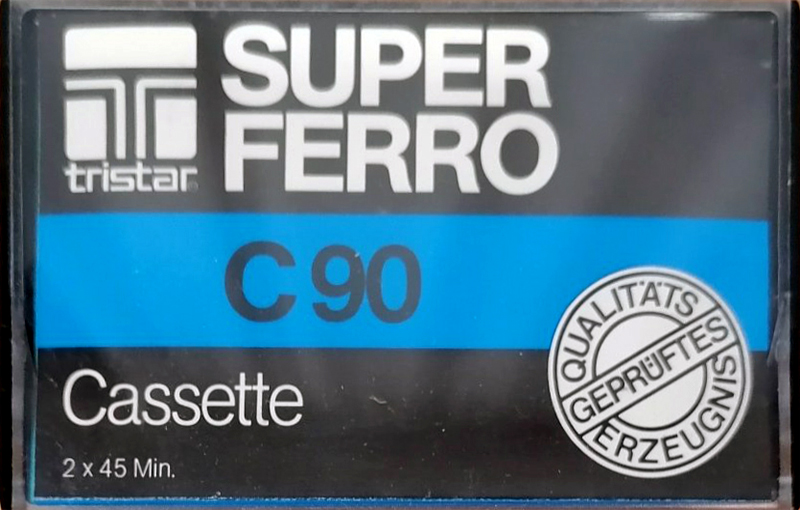 SUPER
FERRO
tristar
C 90
Cassette
2 x 45 Min.
QUALITÄTS
GEPRÜFTES
ERZEUGNIS